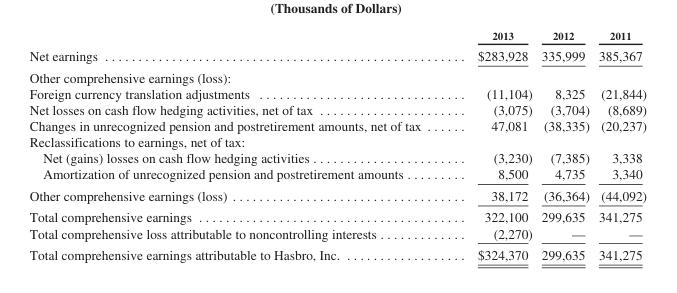 (Thousands of Dollars)
2013 2012 2011
Net earnings ........ $283,928 335,999 385,367
Other comprehensive earnings (loss):
Foreign currency translation adjustments ........ (11,104) 8,325 (21,844)
Net losses on cash flow hedging activities, net of tax ........ (3,075) (3,704) (8,689)
Changes in unrecognized pension and postretirement amounts, net of tax ...... 47,081 (38,335) (20,237)
Reclassifications to earnings, net of tax:
Net (gains) losses on cash flow hedging activities ........ (3,230) (7,385) 3,338
Amortization of unrecognized pension and postretirement amounts ........ 8,500 4,735 3,340
Other comprehensive earnings (loss) ........ 38,172 (36,364) (44,092)
Total comprehensive earnings ........ 322,100 299,635 341,275
Total comprehensive loss attributable to noncontrolling interests ........ (2,270) — —
Total comprehensive earnings attributable to Hasbro, Inc. ........ $324,370 299,635 341,275